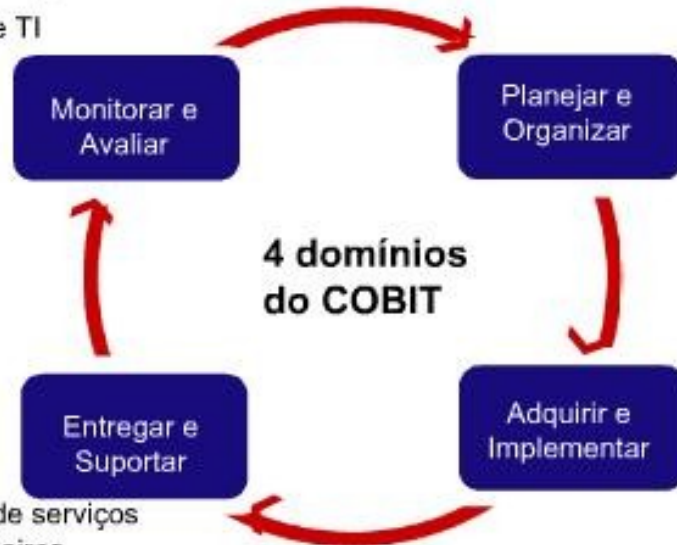 e TI
Monitorar e
Avaliar
Planejar e
Organizar
4 domínios
do COBIT
Entregar e
Suportar
Adquirir e
Implementar
de serviços